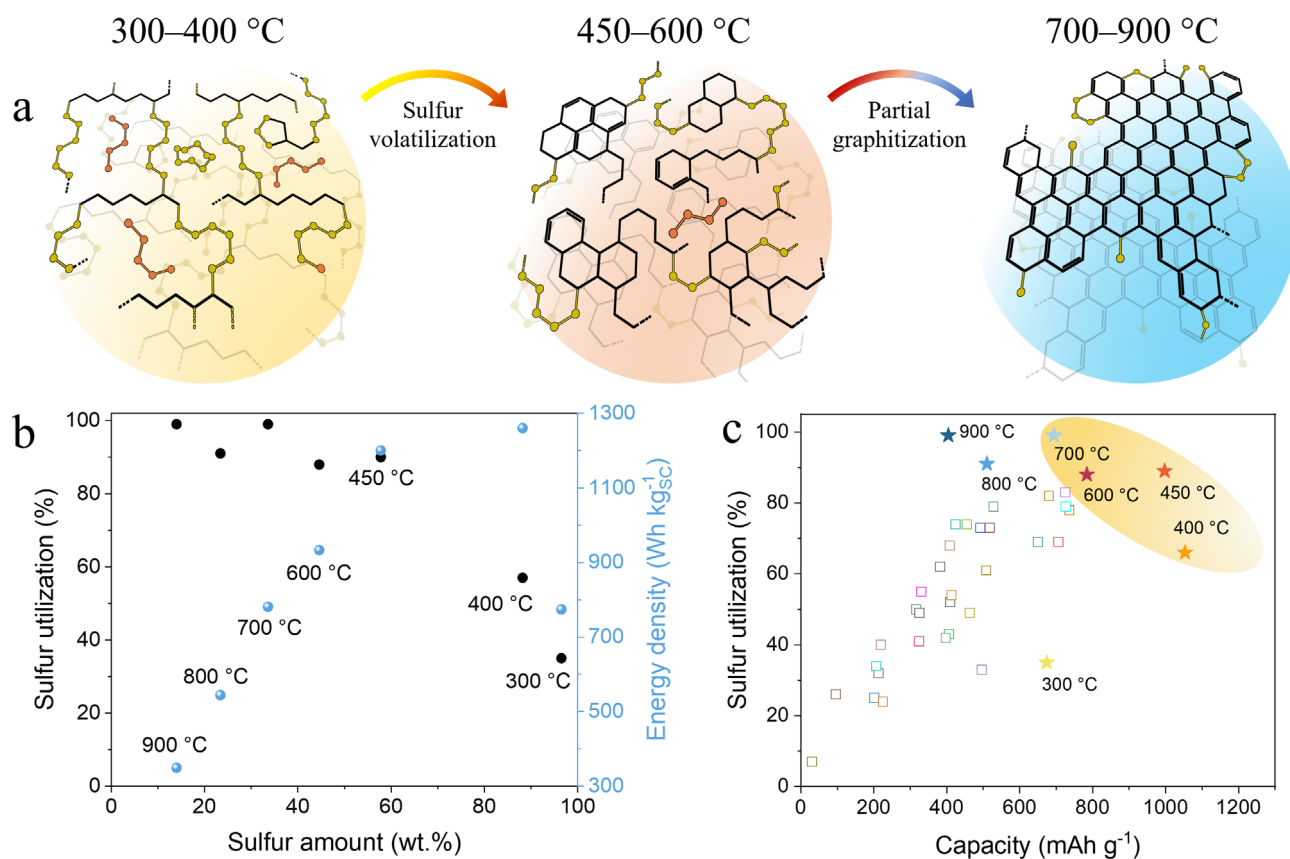 300–400 °C
450–600 °C
700–900 °C
a
Sulfur
volatilization
Partial
graphitization
b
Sulfur utilization (%)
100
80
60
40
20
0
0
20
40
60
80
100
Sulfur amount (wt.%)
1300
1100
900
700
500
300
Energy density (Wh kg⁻¹SC)
450 °C
600 °C
400 °C
700 °C
800 °C
300 °C
900 °C
c
Sulfur utilization (%)
100
80
60
40
20
0
0
200
400
600
800
1000
1200
Capacity (mAh g⁻¹)
900 °C
700 °C
800 °C
600 °C
450 °C
400 °C
300 °C